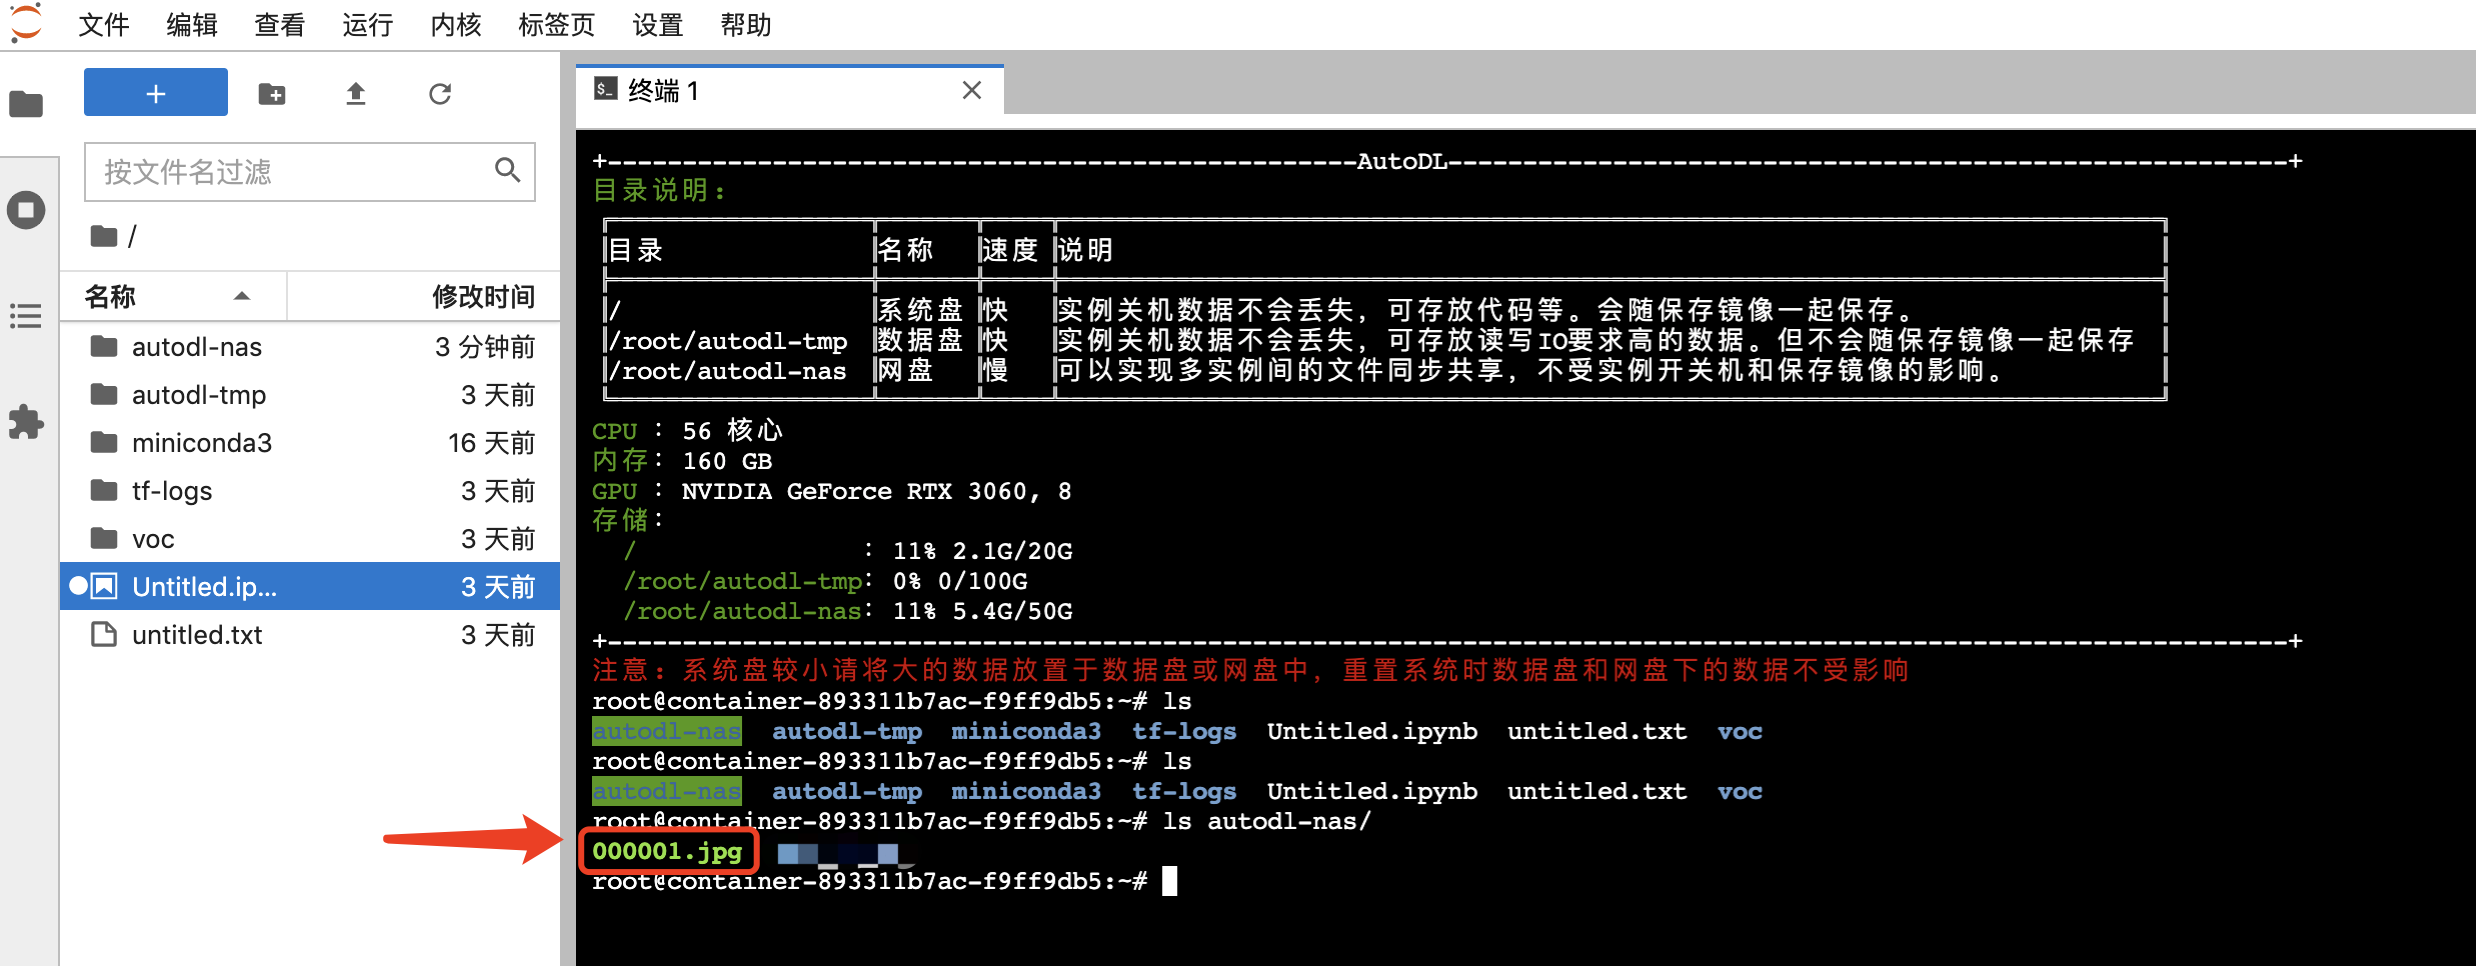 文件 编辑 查看 运行 内核 标签页 设置 帮助
+
终端 1
按文件名过滤
/
名称 修改时间
autodl-nas 3 分钟前
autodl-tmp 3 天前
miniconda3 16 天前
tf-logs 3 天前
voc 3 天前
Untitled.ip... 3 天前
untitled.txt 3 天前
+--------------------------------------------------AutoDL--------------------------------------------------------+
目录说明:
目录 名称 速度 说明
/ 系统盘 快 实例关机数据不会丢失，可存放代码等。会随保存镜像一起保存。
/root/autodl-tmp 数据盘 快 实例关机数据不会丢失，可存放读写IO要求高的数据。但不会随保存镜像一起保存
/root/autodl-nas 网盘 慢 可以实现多实例间的文件同步共享，不受实例开关机和保存镜像的影响。
CPU : 56 核心
内存: 160 GB
GPU : NVIDIA GeForce RTX 3060, 8
存储:
/ : 11% 2.1G/20G
/root/autodl-tmp: 0% 0/100G
/root/autodl-nas: 11% 5.4G/50G
+----------------------------------------------------------------------------------------------------------------+
注意: 系统盘较小请将大的数据放置于数据盘或网盘中，重置系统时数据盘和网盘下的数据不受影响
root@container-893311b7ac-f9ff9db5:~# ls
autodl-nas autodl-tmp miniconda3 tf-logs Untitled.ipynb untitled.txt voc
root@container-893311b7ac-f9ff9db5:~# ls
autodl-nas autodl-tmp miniconda3 tf-logs Untitled.ipynb untitled.txt voc
root@container-893311b7ac-f9ff9db5:~# ls autodl-nas/
000001.jpg
root@container-893311b7ac-f9ff9db5:~#